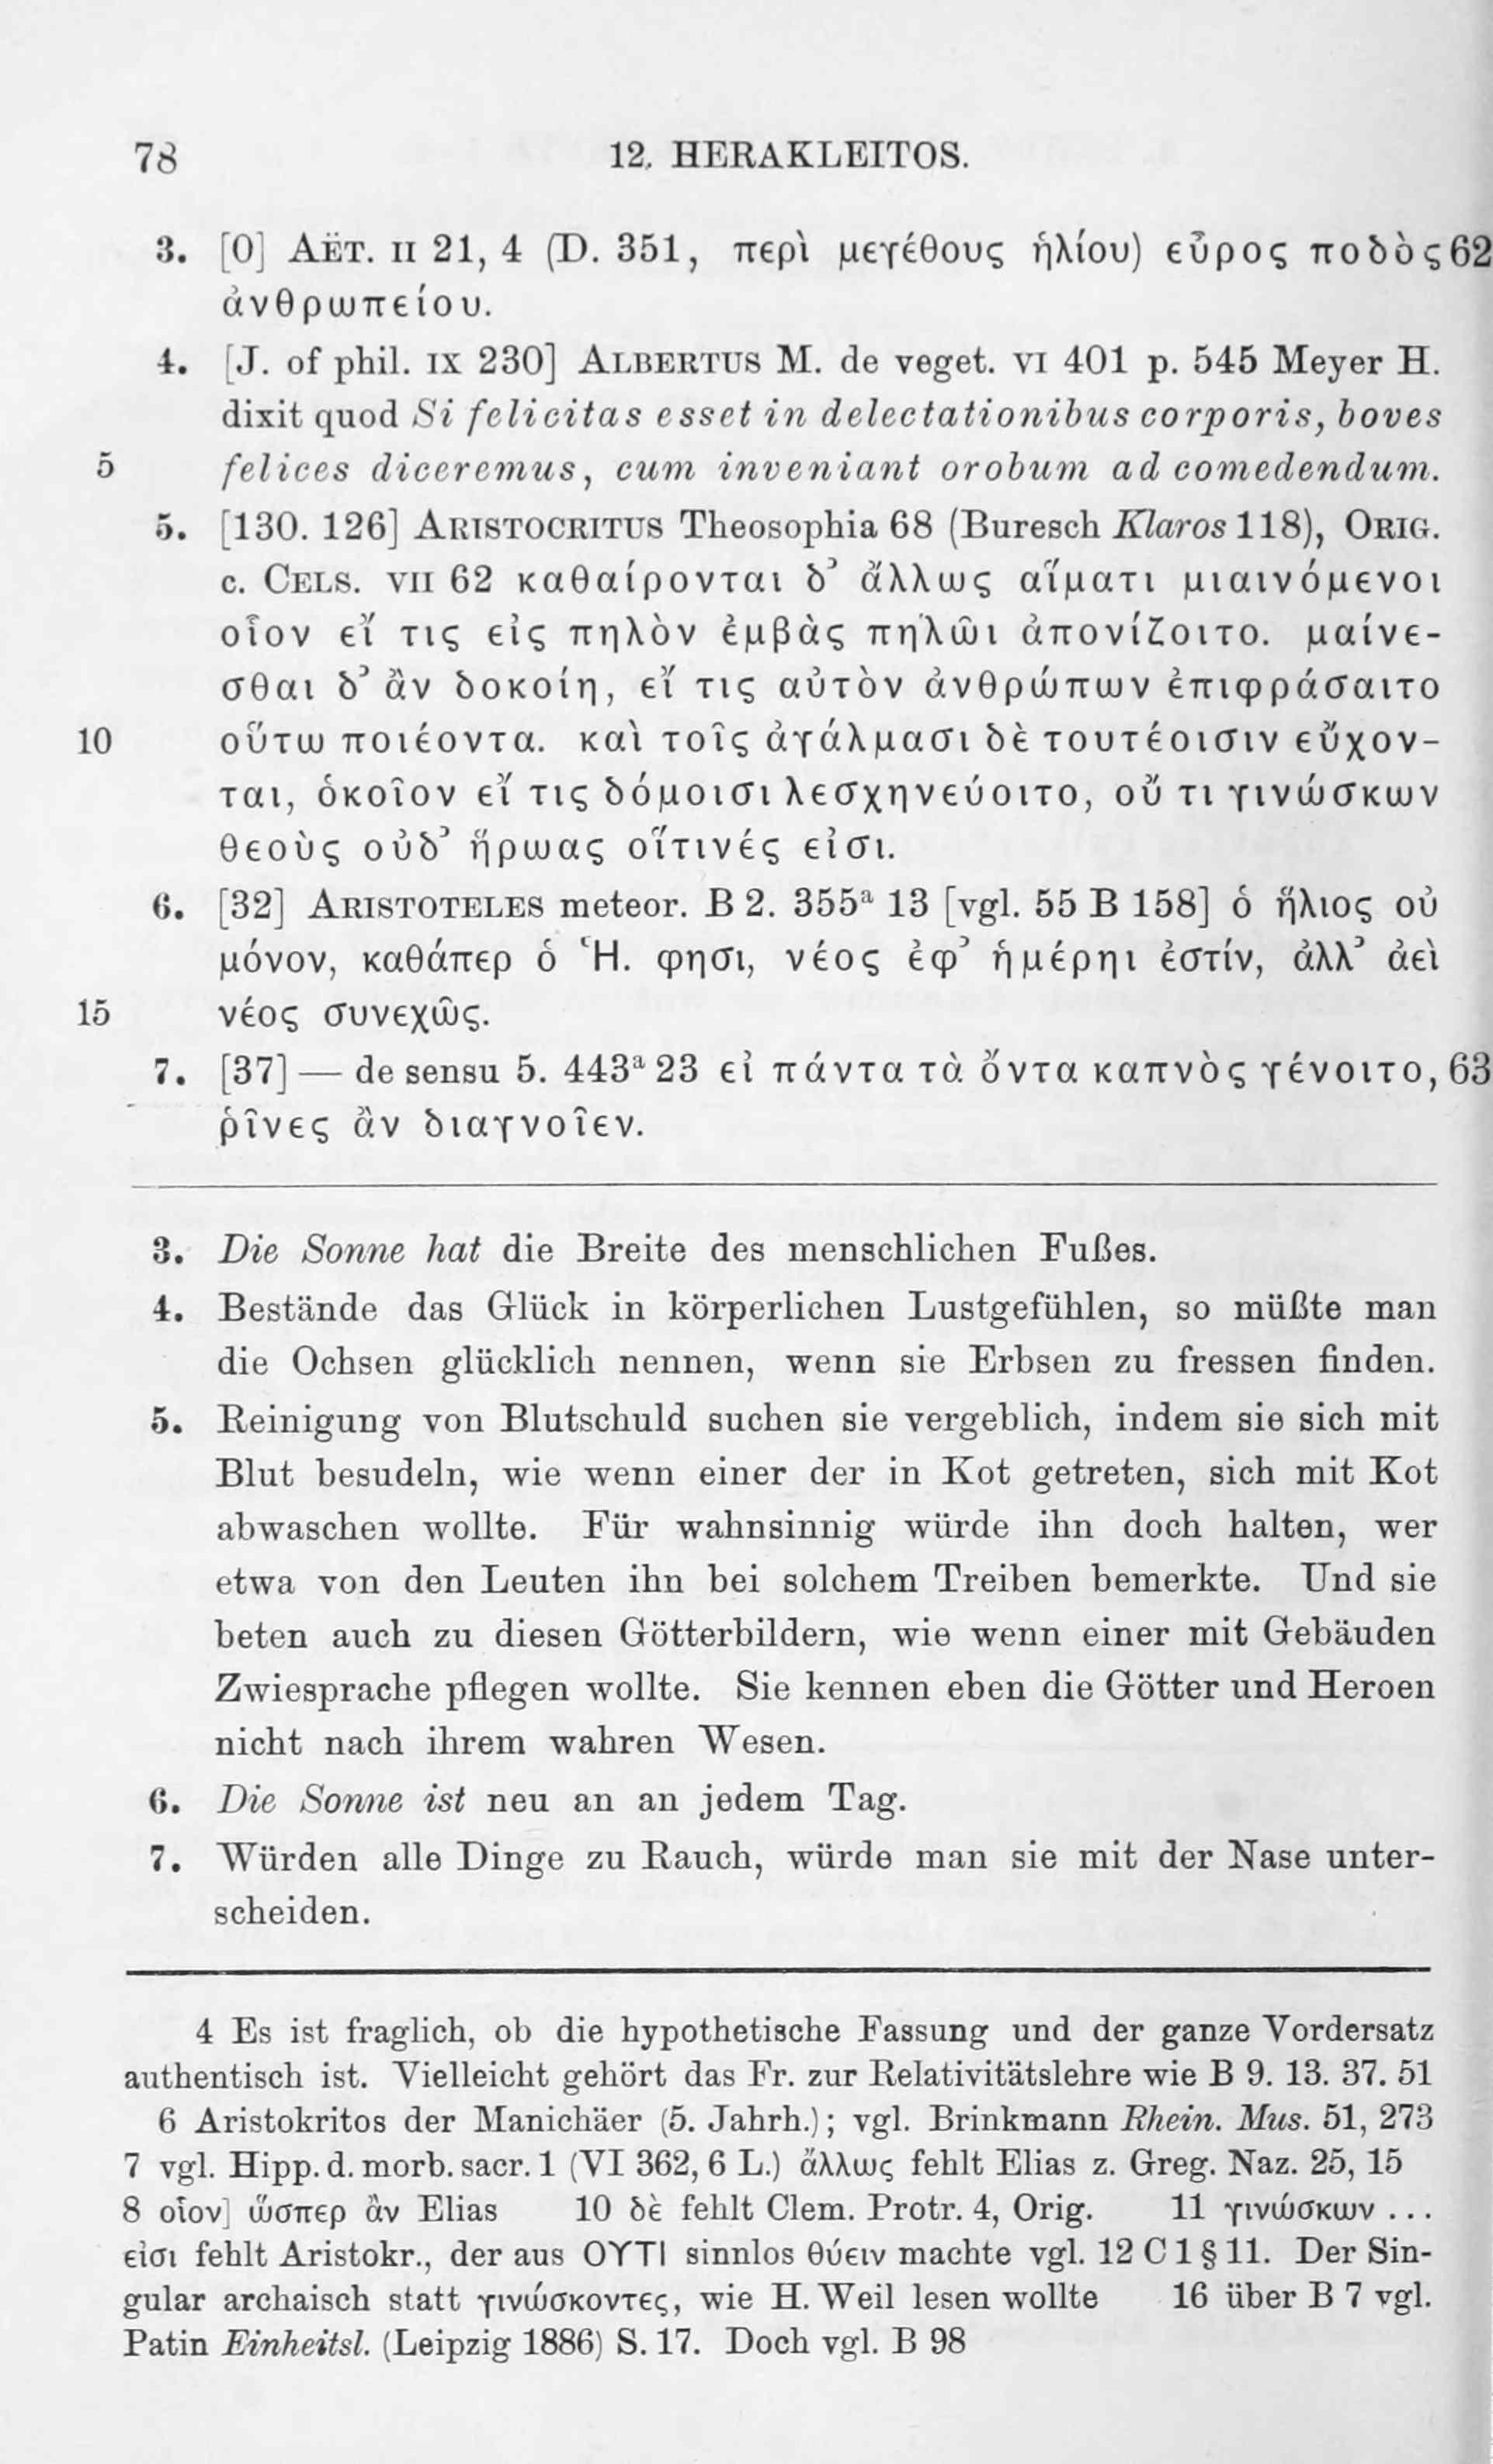 78 12. HERAKLEITOS.
3. [0] AËT. II 21, 4 (D. 351, περὶ μεγέθους ἡλίου) εὖρος ποδὸς 62
ἀνθρωπείου.
4. [J. of phil. IX 230] ALBERTUS M. de veget. VI 401 p. 545 Meyer H.
dixit quod Si felicitas esset in delectationibus corporis, boves
5 felices diceremus, cum inveniant orobum ad comedendum.
5. [130. 126] ARISTOCRITUS Theosophia 68 (Buresch Klaros 118), ORIG.
c. CELS. VII 62 καθαίρονται δ’ ἄλλως αἵματι μιαινόμενοι
οἷον εἴ τις εἰς πηλὸν ἐμβὰς πηλῶι ἀπονίζοιτο. μαίνε-
σθαι δ’ ἂν δοκοίη, εἴ τις αὐτὸν ἀνθρώπων ἐπιφράσαιτο
10 οὕτω ποιέοντα. καὶ τοῖς ἀγάλμασι δὲ τουτέοισιν εὔχον-
ται, ὁκοῖον εἴ τις δόμοισι λεσχηνεύοιτο, οὔ τι γινώσκων
θεοὺς οὐδ’ ἥρωας οἵτινές εἰσι.
6. [32] ARISTOTELES meteor. B 2. 355ᵃ 13 [vgl. 55 B 158] ὁ ἥλιος οὐ
μόνον, καθάπερ ὁ Ἡ. φησι, νέος ἐφ’ ἡμέρηι ἐστίν, ἀλλ’ ἀεὶ
15 νέος συνεχῶς.
7. [37] — de sensu 5. 443ᵃ 23 εἰ πάντα τὰ ὄντα καπνὸς γένοιτο, 63
ῥῖνες ἂν διαγνοῖεν.
3. Die Sonne hat die Breite des menschlichen Fußes.
4. Bestände das Glück in körperlichen Lustgefühlen, so müßte man
die Ochsen glücklich nennen, wenn sie Erbsen zu fressen finden.
5. Reinigung von Blutschuld suchen sie vergeblich, indem sie sich mit
Blut besudeln, wie wenn einer der in Kot getreten, sich mit Kot
abwaschen wollte. Für wahnsinnig würde ihn doch halten, wer
etwa von den Leuten ihn bei solchem Treiben bemerkte. Und sie
beten auch zu diesen Götterbildern, wie wenn einer mit Gebäuden
Zwiesprache pflegen wollte. Sie kennen eben die Götter und Heroen
nicht nach ihrem wahren Wesen.
6. Die Sonne ist neu an an jedem Tag.
7. Würden alle Dinge zu Rauch, würde man sie mit der Nase unter-
scheiden.
4 Es ist fraglich, ob die hypothetische Fassung und der ganze Vordersatz
authentisch ist. Vielleicht gehört das Fr. zur Relativitätslehre wie B 9. 13. 37. 51
6 Aristokritos der Manichäer (5. Jahrh.); vgl. Brinkmann Rhein. Mus. 51, 273
7 vgl. Hipp. d. morb. sacr. 1 (VI 362, 6 L.) ἄλλως fehlt Elias z. Greg. Naz. 25, 15
8 οἷον] ὥσπερ ἂν Elias 10 δὲ fehlt Clem. Protr. 4, Orig. 11 γινώσκων ...
εἰσι fehlt Aristokr., der aus ΟΥΤΙ sinnlos θύειν machte vgl. 12 C 1 § 11. Der Sin-
gular archaisch statt γινώσκοντες, wie H. Weil lesen wollte 16 über B 7 vgl.
Patin Einheitsl. (Leipzig 1886) S. 17. Doch vgl. B 98